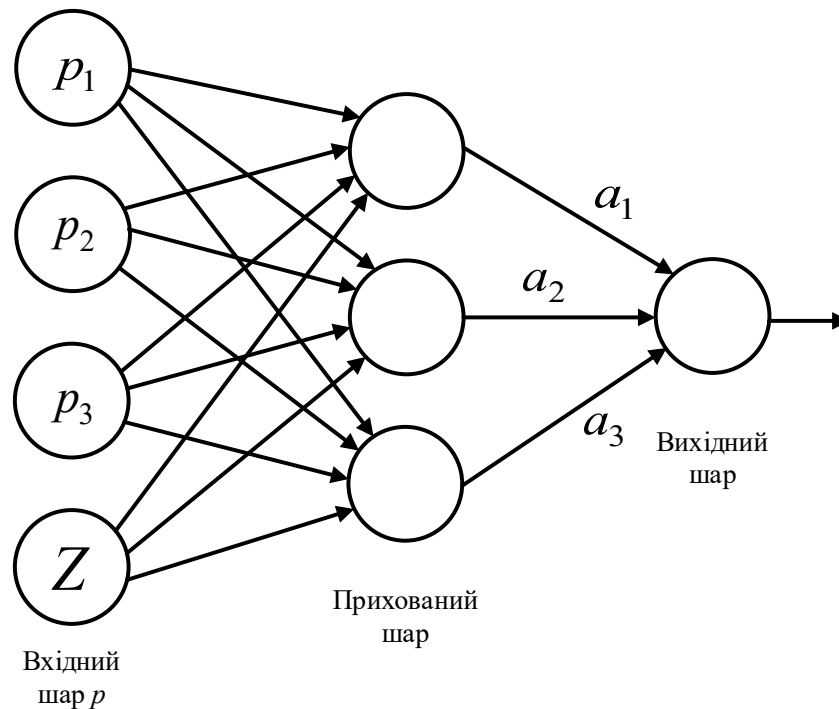 p₁
p₂
p₃
Z
Вхідний
шар p
Прихований
шар
a₁
a₂
a₃
Вихідний
шар